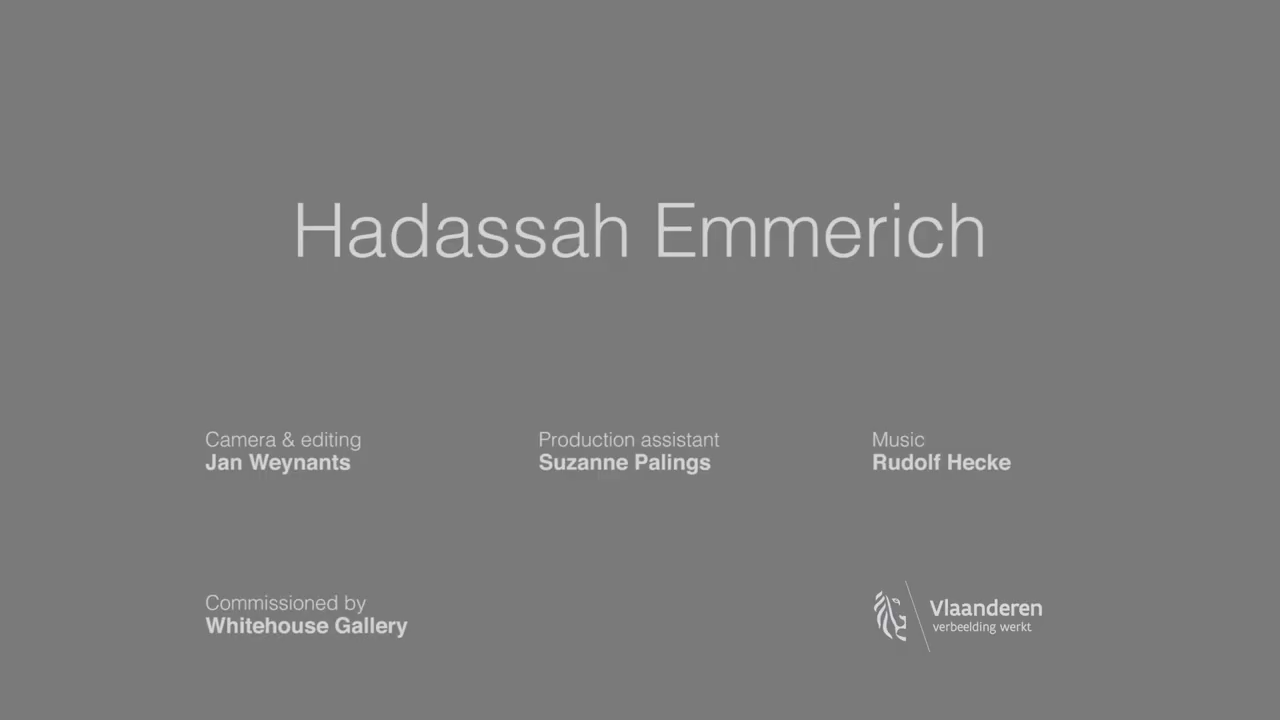 Hadassah Emmerich
Camera & editing
Jan Weynants
Production assistant
Suzanne Palings
Music
Rudolf Hecke
Commissioned by
Whitehouse Gallery
Vlaanderen
verbeelding werkt